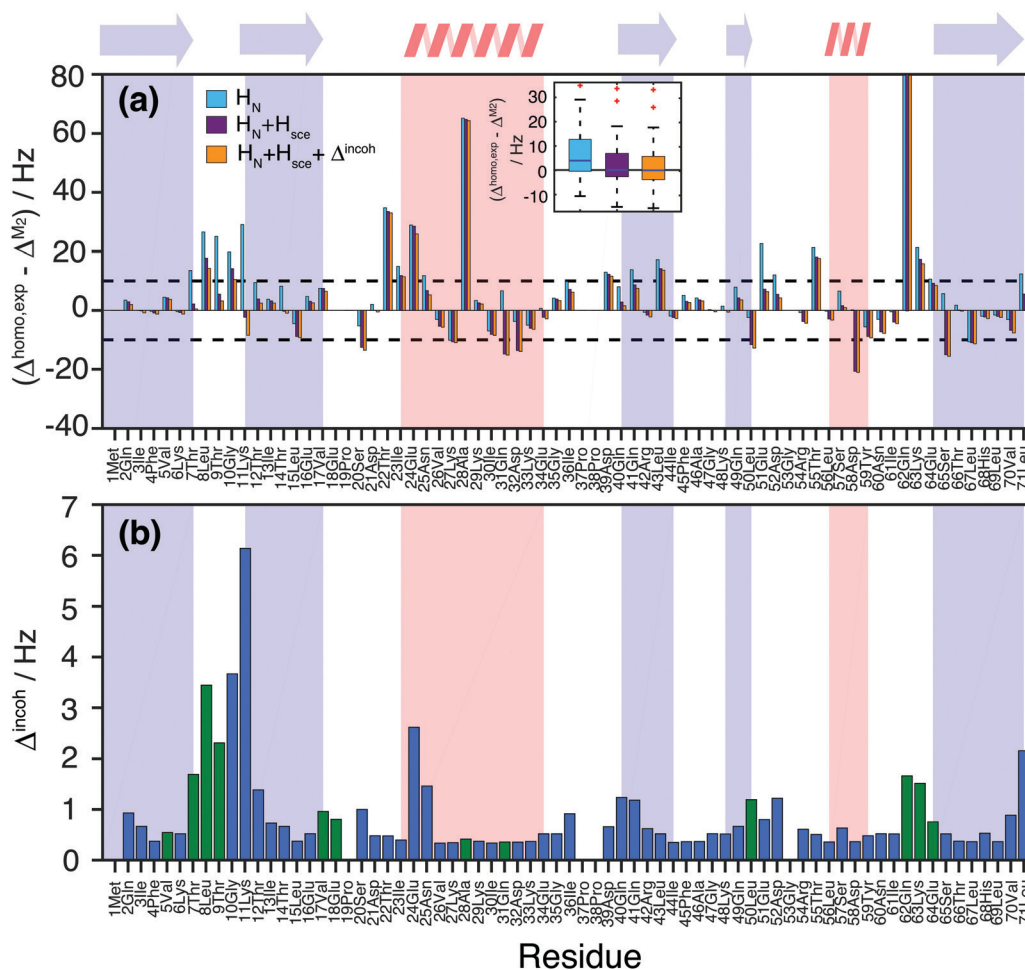 (a)
H_N
H_N+H_sce
H_N+H_sce+ Δ^incoh
(Δ^homo,exp - Δ^M2) / Hz
80
60
40
20
0
-20
-40
(Δ^homo,exp - Δ^M2)
/ Hz
30
20
10
0
-10
1Met
2Gln
3Ile
4Phe
5Val
6Lys
7Thr
8Leu
9Thr
10Gly
11Lys
12Thr
13Ile
14Thr
15Leu
16Glu
17Val
18Glu
19Pro
20Ser
21Asp
22Thr
23Ile
24Glu
25Asn
26Val
27Lys
28Ala
29Lys
30Ile
31Gln
32Asp
33Lys
34Glu
35Gly
36Ile
37Pro
38Pro
39Asp
40Gln
41Gln
42Arg
43Leu
44Ile
45Phe
46Ala
47Gly
48Lys
49Gln
50Leu
51Glu
52Asp
53Gly
54Arg
55Thr
56Leu
57Ser
58Asp
59Tyr
60Asn
61Ile
62Gln
63Lys
64Glu
65Ser
66Thr
67Leu
68His
69Leu
70Val
71Leu
(b)
Δ^incoh / Hz
7
6
5
4
3
2
1
0
1Met
2Gln
3Ile
4Phe
5Val
6Lys
7Thr
8Leu
9Thr
10Gly
11Lys
12Thr
13Ile
14Thr
15Leu
16Glu
17Val
18Glu
19Pro
20Ser
21Asp
22Thr
23Ile
24Glu
25Asn
26Val
27Lys
28Ala
29Lys
30Ile
31Gln
32Asp
33Lys
34Glu
35Gly
36Ile
37Pro
38Pro
39Asp
40Gln
41Gln
42Arg
43Leu
44Ile
45Phe
46Ala
47Gly
48Lys
49Gln
50Leu
51Glu
52Asp
53Gly
54Arg
55Thr
56Leu
57Ser
58Asp
59Tyr
60Asn
61Ile
62Gln
63Lys
64Glu
65Ser
66Thr
67Leu
68His
69Leu
70Val
71Leu
Residue